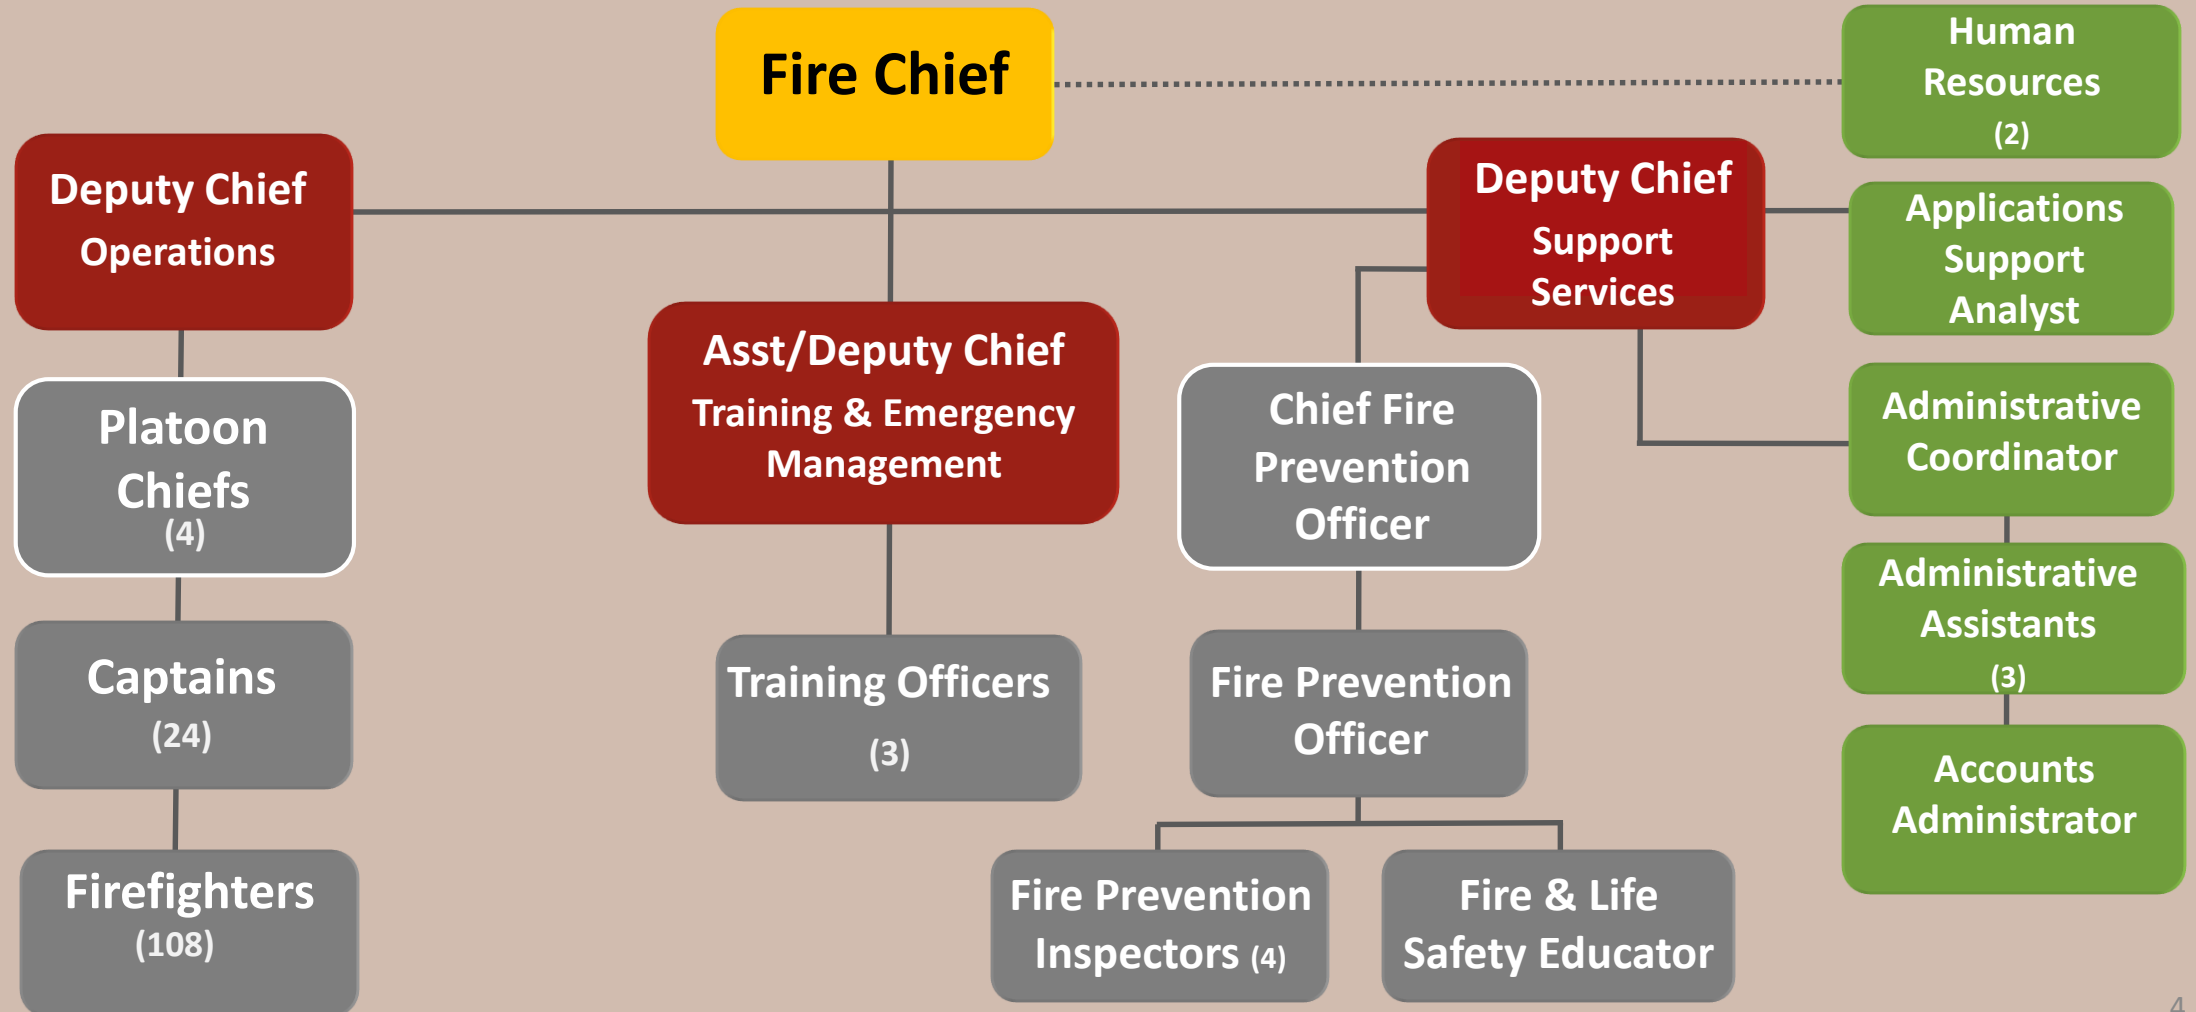 Fire Chief
Human
Resources
(2)
Deputy Chief
Operations
Deputy Chief
Support
Services
Applications
Support
Analyst
Asst/Deputy Chief
Training & Emergency
Management
Platoon
Chiefs
(4)
Chief Fire
Prevention
Officer
Administrative
Coordinator
Captains
(24)
Training Officers
(3)
Fire Prevention
Officer
Administrative
Assistants
(3)
Accounts
Administrator
Firefighters
(108)
Fire Prevention
Inspectors (4)
Fire & Life
Safety Educator
4